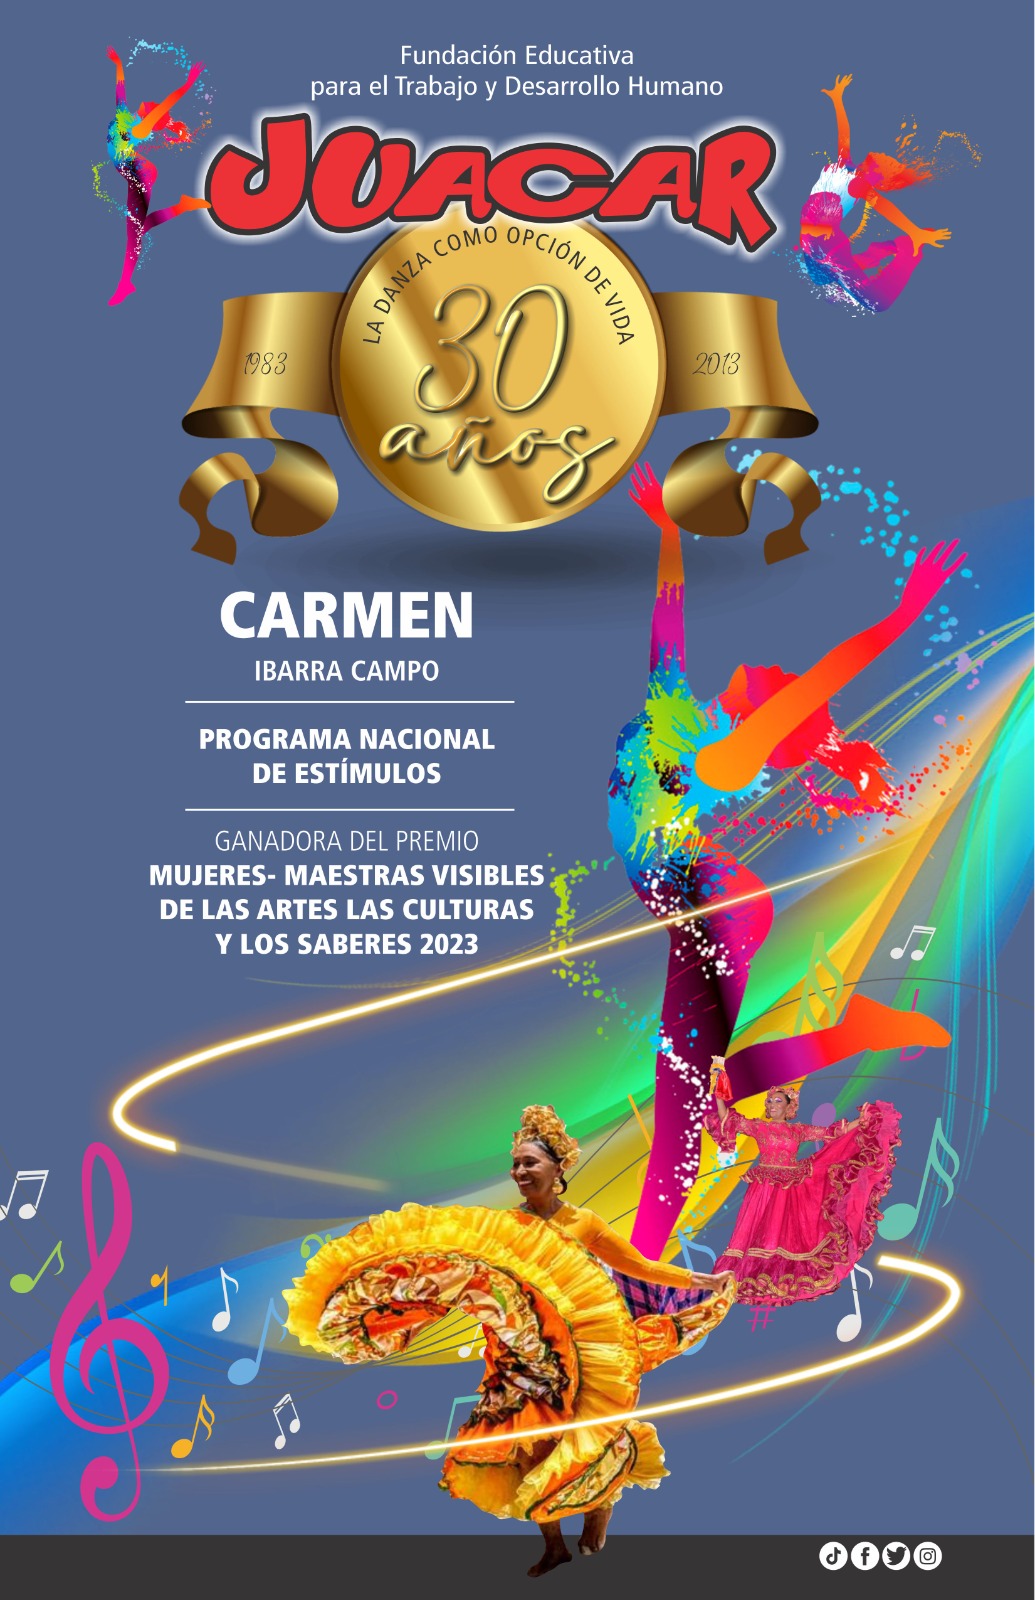 Fundación Educativa
para el Trabajo y Desarrollo Humano
JUACAR
LA DANZA COMO OPCIÓN DE VIDA
30
años
1983
2013
CARMEN
IBARRA CAMPO
PROGRAMA NACIONAL
DE ESTÍMULOS
GANADORA DEL PREMIO
MUJERES- MAESTRAS VISIBLES
DE LAS ARTES LAS CULTURAS
Y LOS SABERES 2023